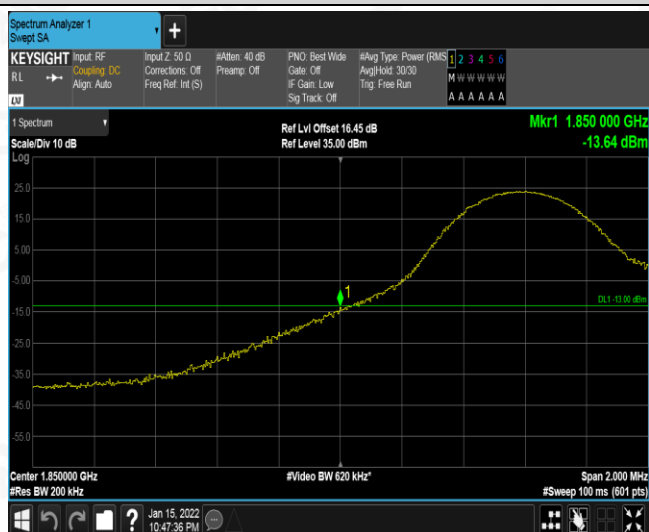 Spectrum Analyzer 1
Swept SA
+
KEYSIGHT
RL
LXI
Input: RF
Coupling: DC
Align: Auto
Input Z: 50 Ω
Corrections: Off
Freq Ref: Int (S)
#Atten: 40 dB
Preamp: Off
PNO: Best Wide
Gate: Off
IF Gain: Low
Sig Track: Off
#Avg Type: Power (RMS
Avg|Hold: 30/30
Trig: Free Run
1 2 3 4 5 6
M W W W W W
A A A A A A
1 Spectrum
Scale/Div 10 dB
Log
Ref Lvl Offset 16.45 dB
Ref Level 35.00 dBm
Mkr1 1.850 000 GHz
-13.64 dBm
25.0
15.0
5.00
-5.00
-15.0
-25.0
-35.0
-45.0
-55.0
1
DL1 -13.00 dBm
Center 1.850000 GHz
#Res BW 200 kHz
#Video BW 620 kHz*
Span 2.000 MHz
#Sweep 100 ms (601 pts)
?
Jan 15, 2022
10:47:36 PM